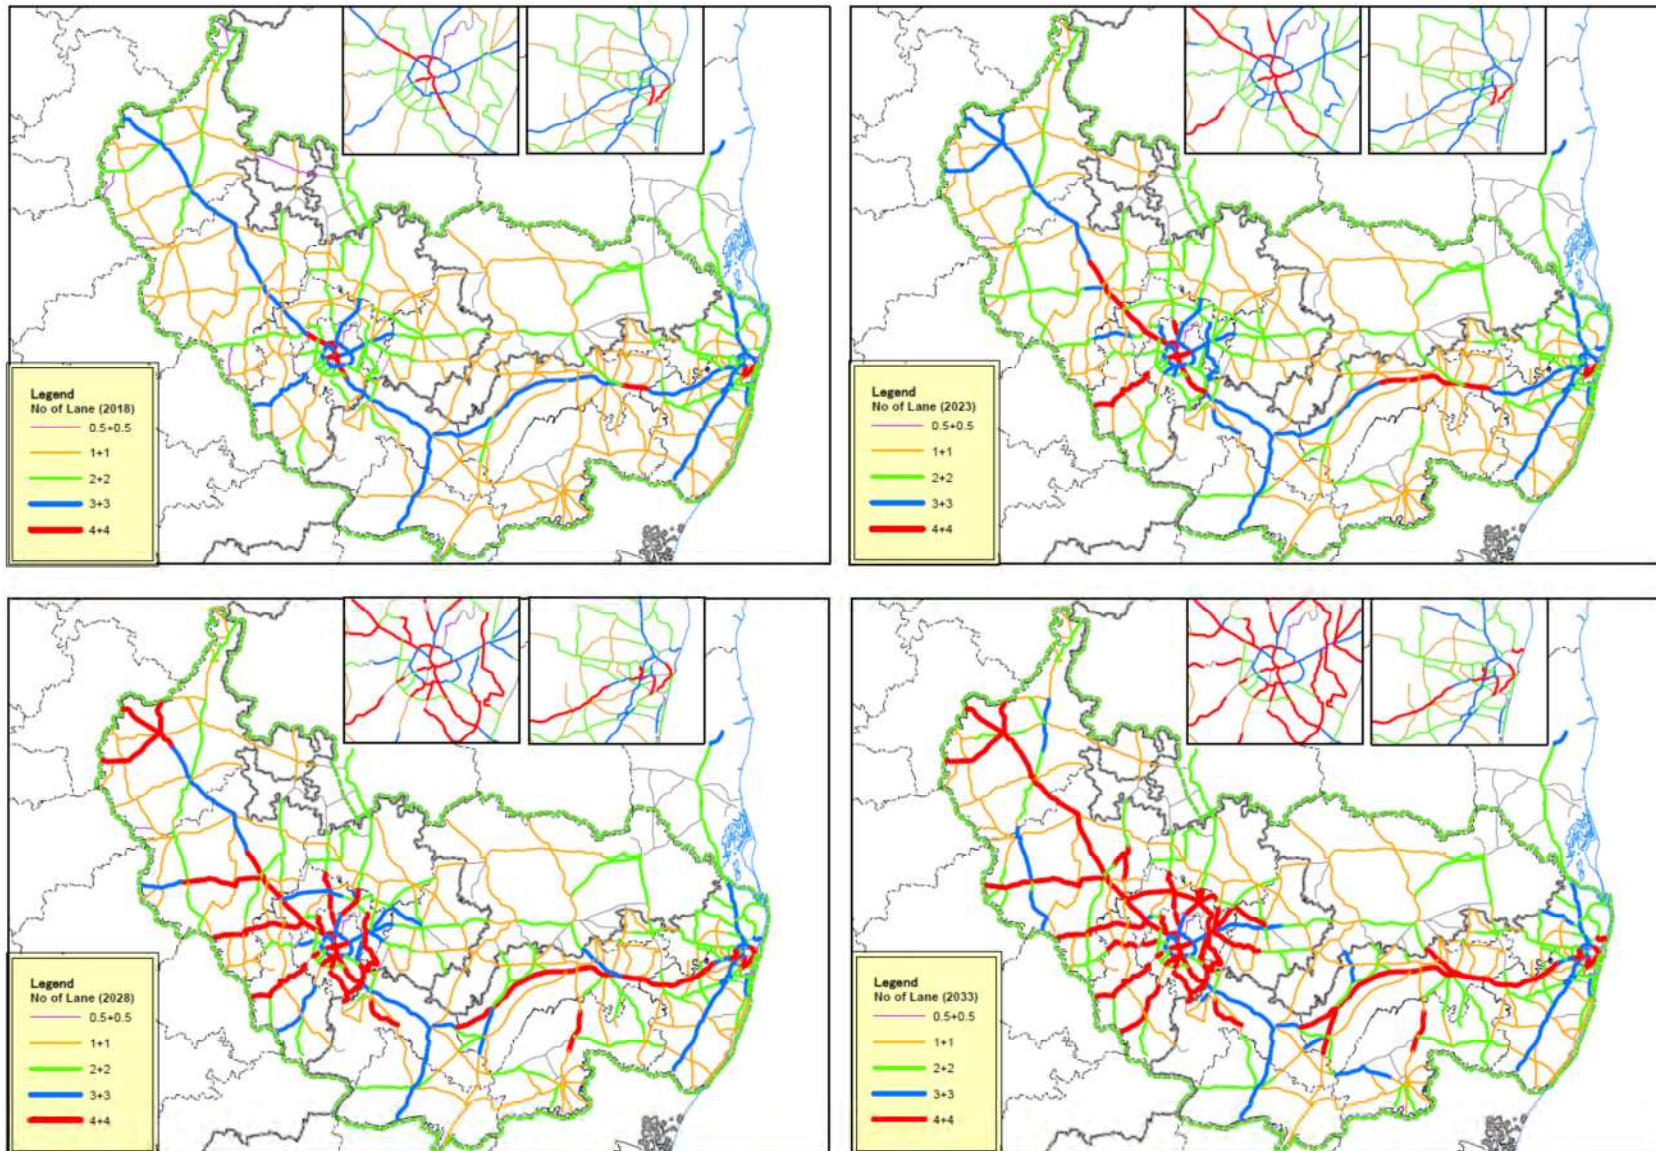 Legend
No of Lane (2018)
0.5+0.5
1+1
2+2
3+3
4+4
Legend
No of Lane (2023)
0.5+0.5
1+1
2+2
3+3
4+4
Legend
No of Lane (2028)
0.5+0.5
1+1
2+2
3+3
4+4
Legend
No of Lane (2033)
0.5+0.5
1+1
2+2
3+3
4+4